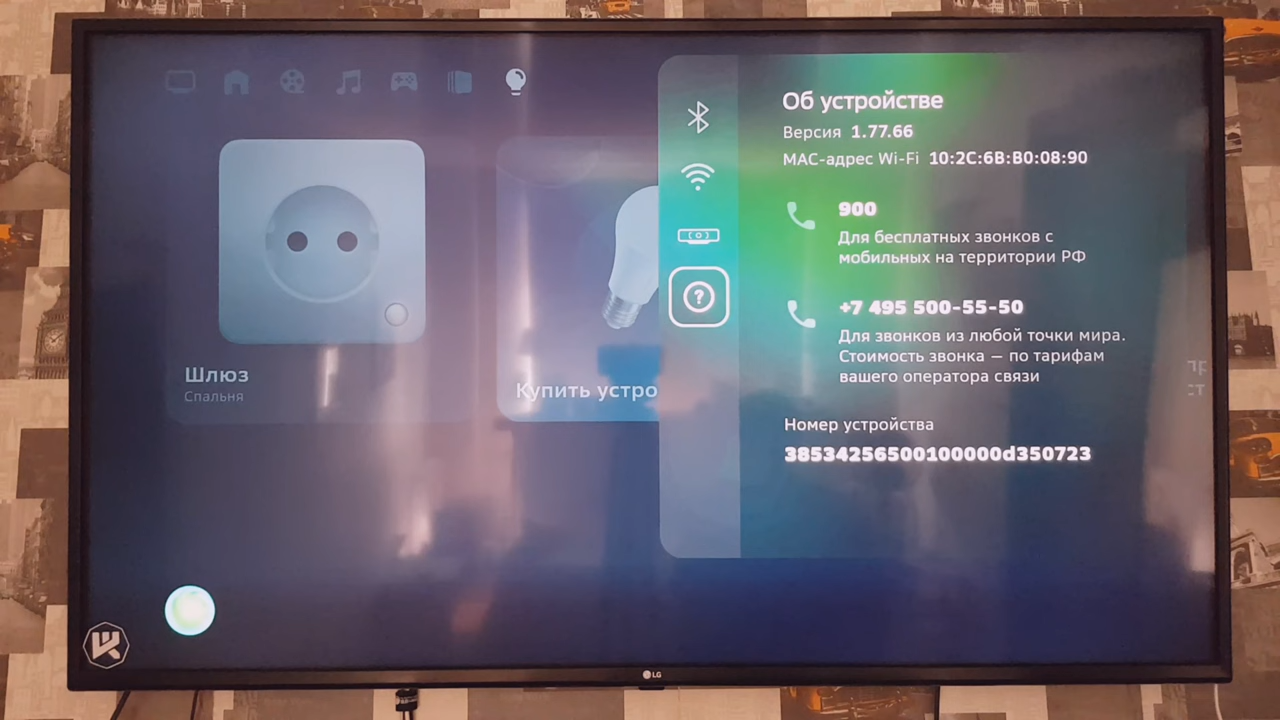 Об устройстве
Версия 1.77.66
MAC-адрес Wi-Fi 10:2C:6B:B0:08:90
900
Для бесплатных звонков с
мобильных на территории РФ
+7 495 500-55-50
Для звонков из любой точки мира.
Стоимость звонка — по тарифам
вашего оператора связи
Номер устройства
38534256500100000d350723
Шлюз
Спальня
Купить устро
LG